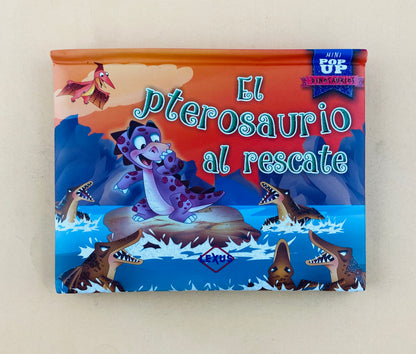 MINI
POP
UP
DINOSAURIOS
El
pterosaurio
al rescate
LEXUS